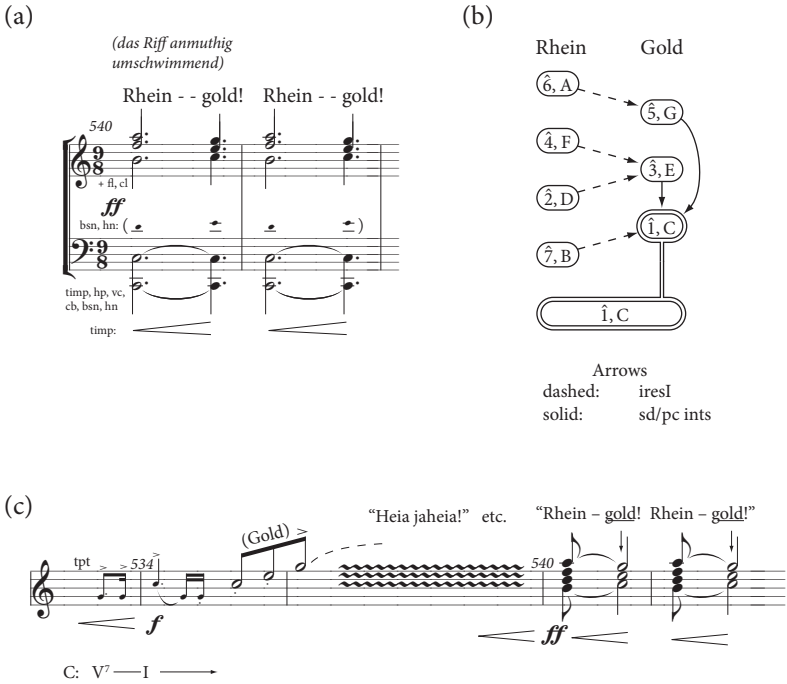 (a)
(das Riff anmuthig
umschwimmend)
Rhein - - gold! Rhein - - gold!
540
9
8
+ fl, cl
ff
bsn, hn: ( )
9
8
timp, hp, vc,
cb, bsn, hn
timp:
(b)
Rhein Gold
6̂, A
5̂, G
4̂, F
3̂, E
2̂, D
1̂, C
7̂, B
1̂, C
Arrows
dashed: iresI
solid: sd/pc ints
(c)
"Heia jaheia!" etc. "Rhein – gold! Rhein – gold!"
(Gold)
tpt 534 540
f ff
C: V⁷ — I